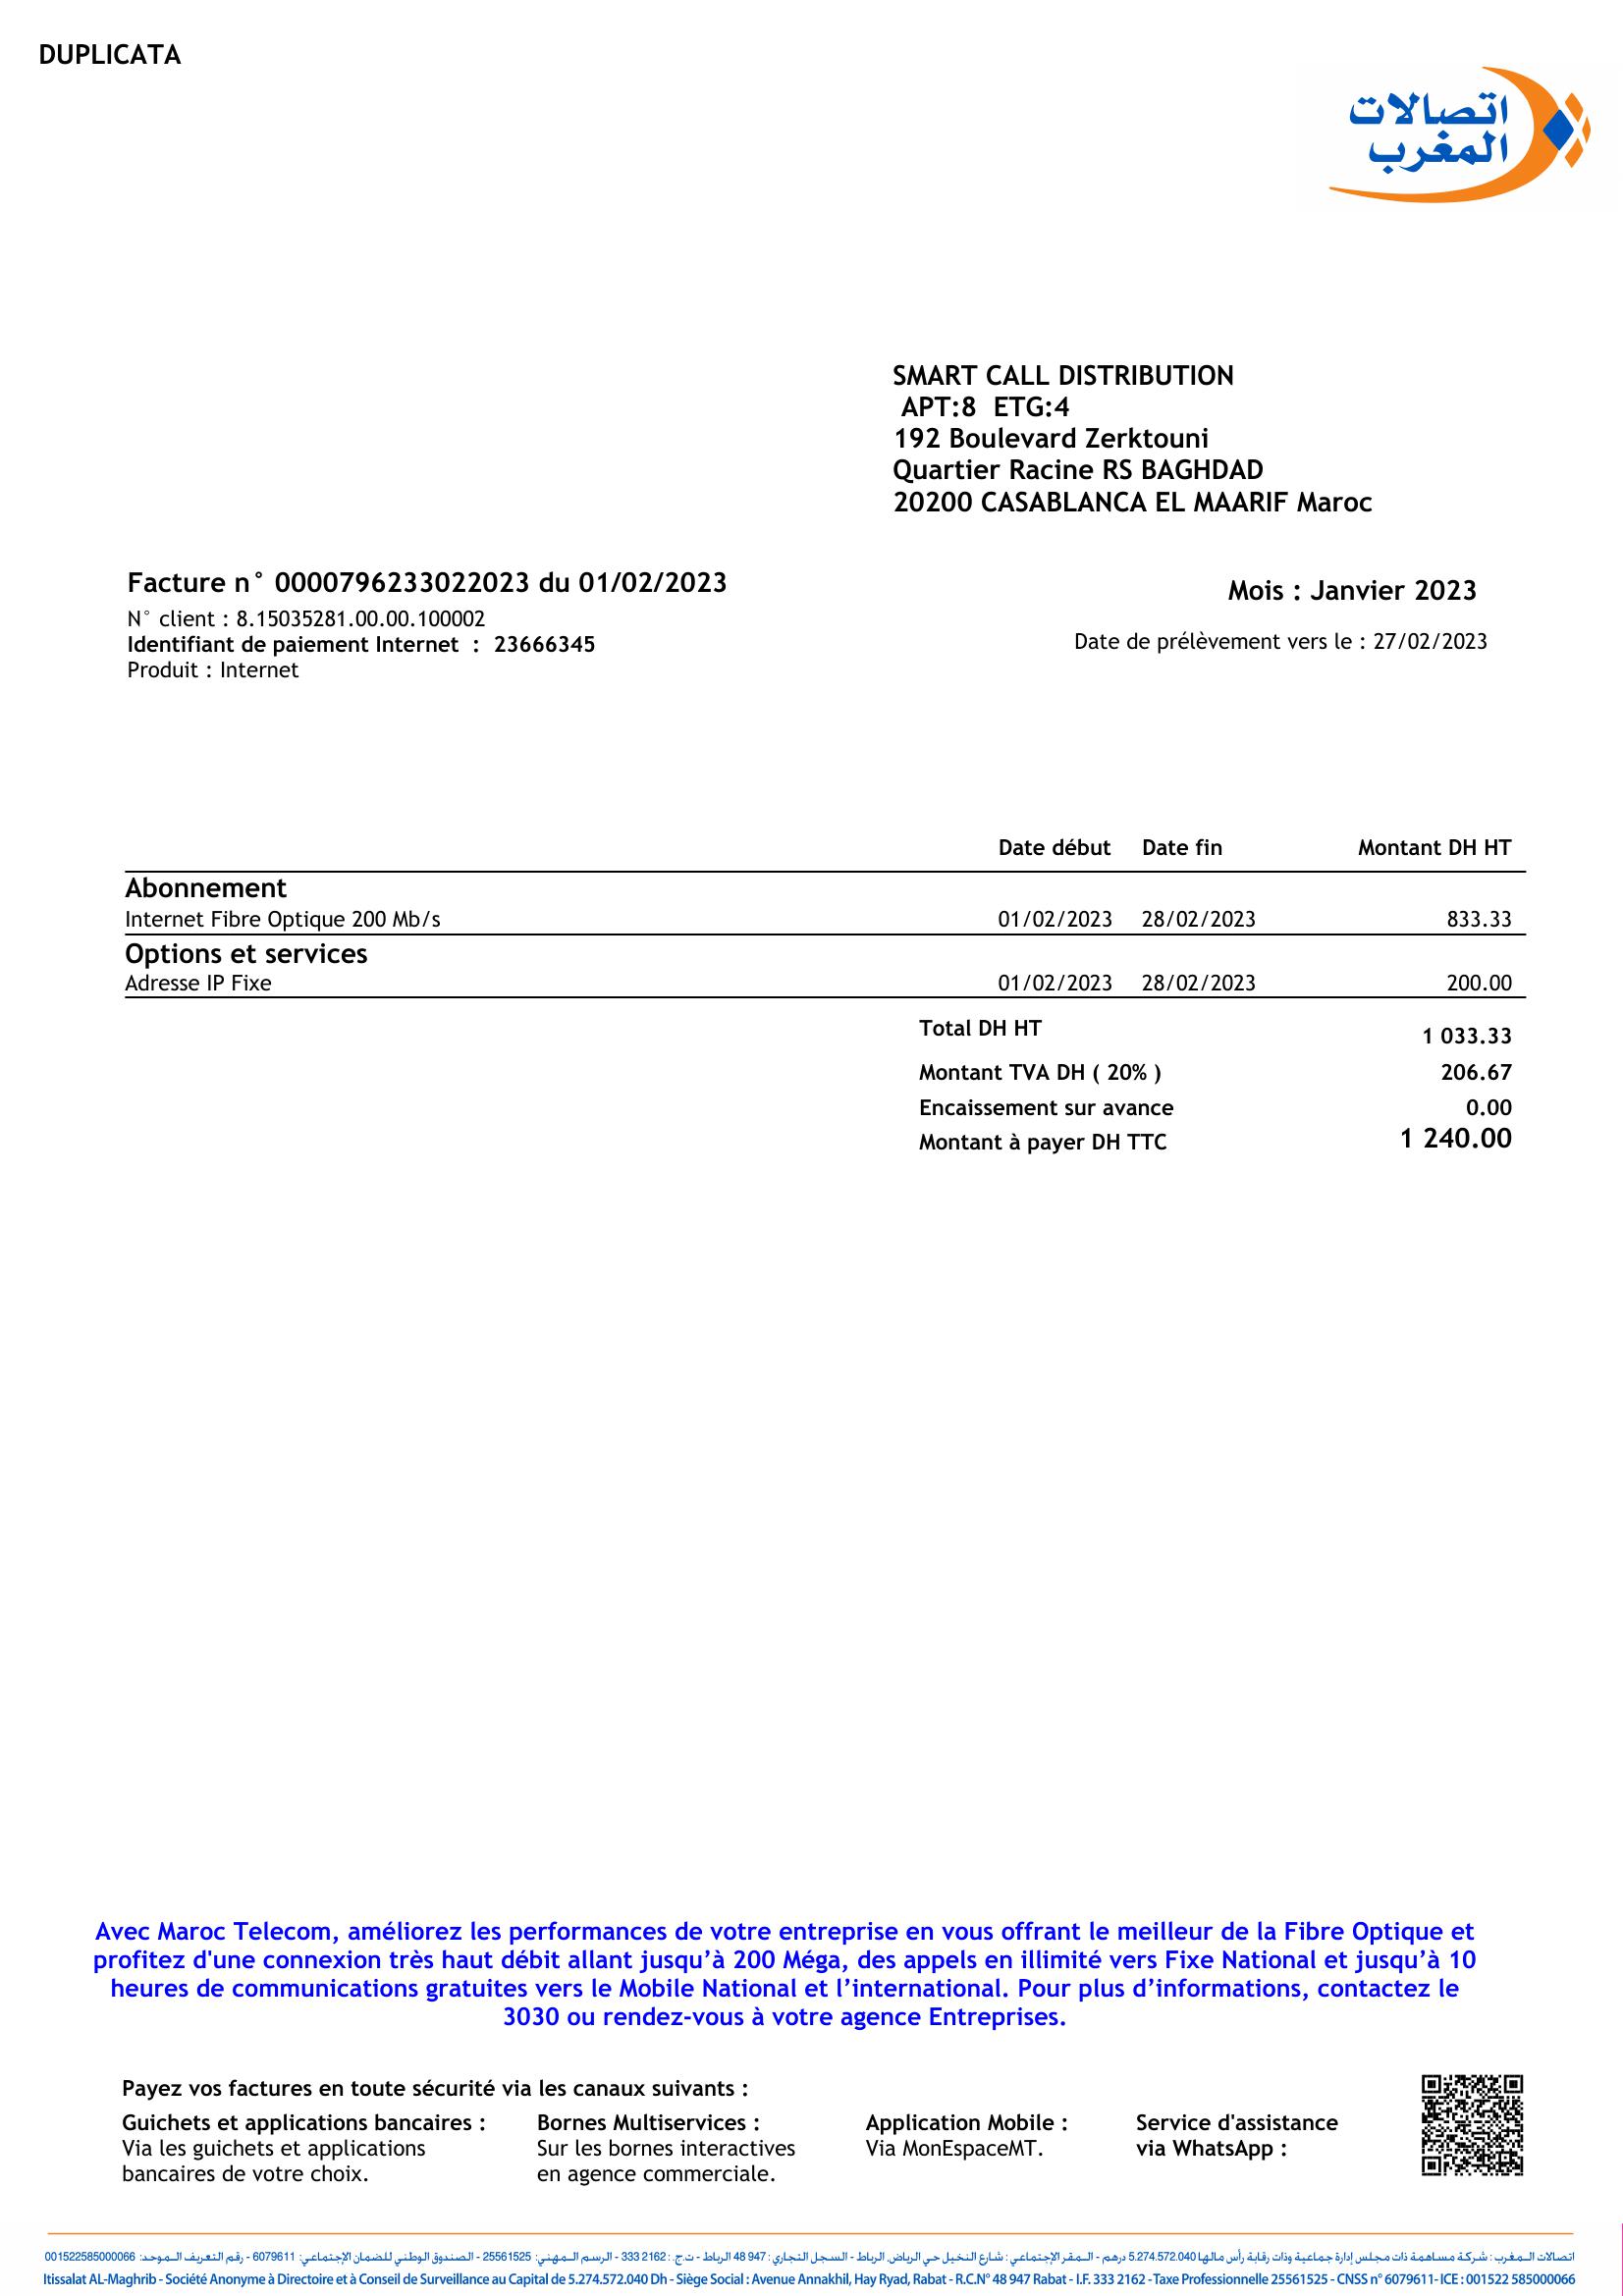 DUPLICATA
اتصالات
المغرب
SMART CALL DISTRIBUTION
APT:8 ETG:4
192 Boulevard Zerktouni
Quartier Racine RS BAGHDAD
20200 CASABLANCA EL MAARIF Maroc
Facture n° 0000796233022023 du 01/02/2023
Mois : Janvier 2023
N° client : 8.15035281.00.00.100002
Identifiant de paiement Internet : 23666345
Date de prélèvement vers le : 27/02/2023
Produit : Internet
Date début Date fin Montant DH HT
Abonnement
Internet Fibre Optique 200 Mb/s 01/02/2023 28/02/2023 833.33
Options et services
Adresse IP Fixe 01/02/2023 28/02/2023 200.00
Total DH HT 1 033.33
Montant TVA DH ( 20% ) 206.67
Encaissement sur avance 0.00
Montant à payer DH TTC 1 240.00
Avec Maroc Telecom, améliorez les performances de votre entreprise en vous offrant le meilleur de la Fibre Optique et
profitez d'une connexion très haut débit allant jusqu’à 200 Méga, des appels en illimité vers Fixe National et jusqu’à 10
heures de communications gratuites vers le Mobile National et l’international. Pour plus d’informations, contactez le
3030 ou rendez-vous à votre agence Entreprises.
Payez vos factures en toute sécurité via les canaux suivants :
Guichets et applications bancaires : Bornes Multiservices : Application Mobile : Service d'assistance
Via les guichets et applications Sur les bornes interactives Via MonEspaceMT. via WhatsApp :
bancaires de votre choix. en agence commerciale.
اتصالات الـمـغرب : شركة مساهمة ذات مجلس إدارة جماعية وذات رقابة رأس مالها 5.274.572.040 درهم - الـمـقر الإجتماعي : شارع النخيل حي الرياض، الرباط - السجل التجاري : 947 48 الرباط - ت.ج. : 2162 333 - الرسم الـمـهني: 25561525 - الصندوق الوطني للضمان الإجتماعي: 6079611 - رقم التعريف الـمـوحد: 001522585000066
Itissalat AL-Maghrib - Société Anonyme à Directoire et à Conseil de Surveillance au Capital de 5.274.572.040 Dh - Siège Social : Avenue Annakhil, Hay Ryad, Rabat - R.C.N° 48 947 Rabat - I.F. 333 2162 - Taxe Professionnelle 25561525 - CNSS n° 6079611- ICE : 001522 585000066